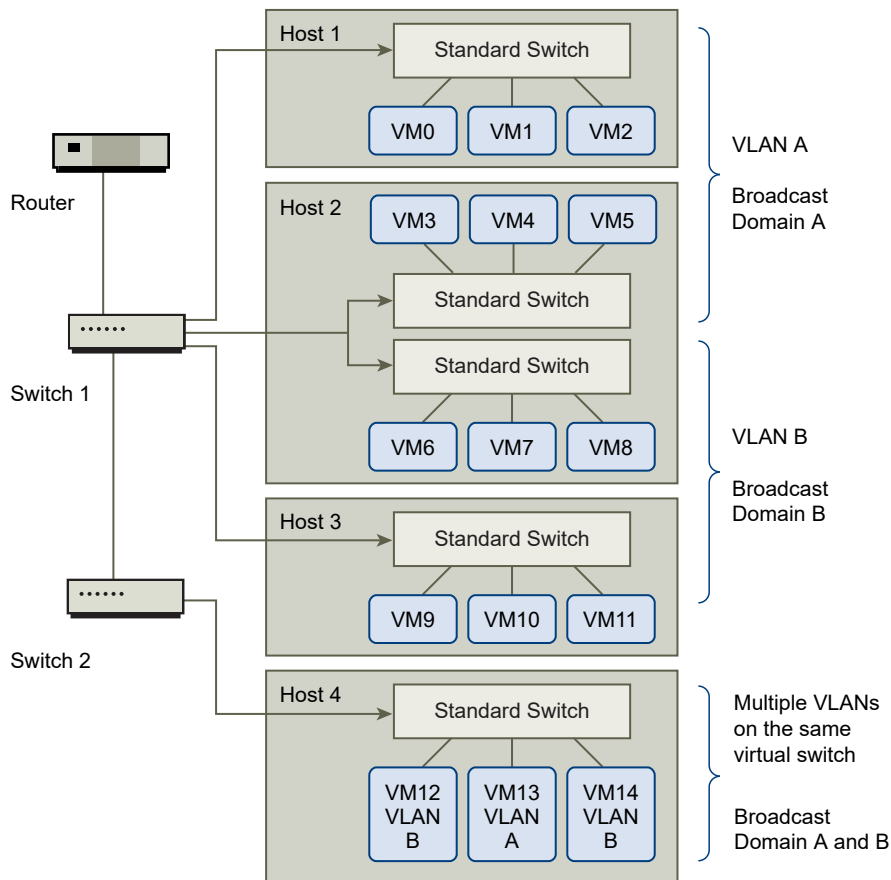 Host 1
Standard Switch
VM0
VM1
VM2
Router
VLAN A
Broadcast
Domain A
Host 2
VM3
VM4
VM5
Standard Switch
Standard Switch
VM6
VM7
VM8
Switch 1
VLAN B
Broadcast
Domain B
Host 3
Standard Switch
VM9
VM10
VM11
Switch 2
Host 4
Standard Switch
VM12
VLAN
B
VM13
VLAN
A
VM14
VLAN
B
Multiple VLANs
on the same
virtual switch
Broadcast
Domain A and B